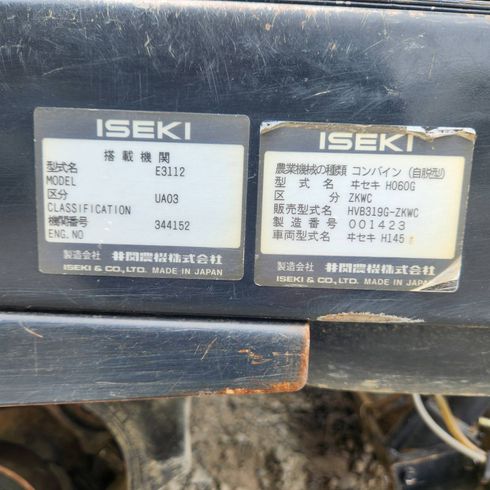 ISEKI
搭載機関
型式名 E3112
MODEL
区分 UA03
CLASSIFICATION
機関番号 344152
ENG.NO
製造会社 井関農機株式会社
ISEKI & CO., LTD. MADE IN JAPAN
ISEKI
農業機械の種類 コンバイン (自脱型)
型式名 ヰセキ H060G
区分 ZKWC
販売型式名 HVB319G-ZKWC
製造番号 001423
車両型式名 ヰセキ H145
製造会社 井関農機株式会社
ISEKI & CO., LTD. MADE IN JAPAN